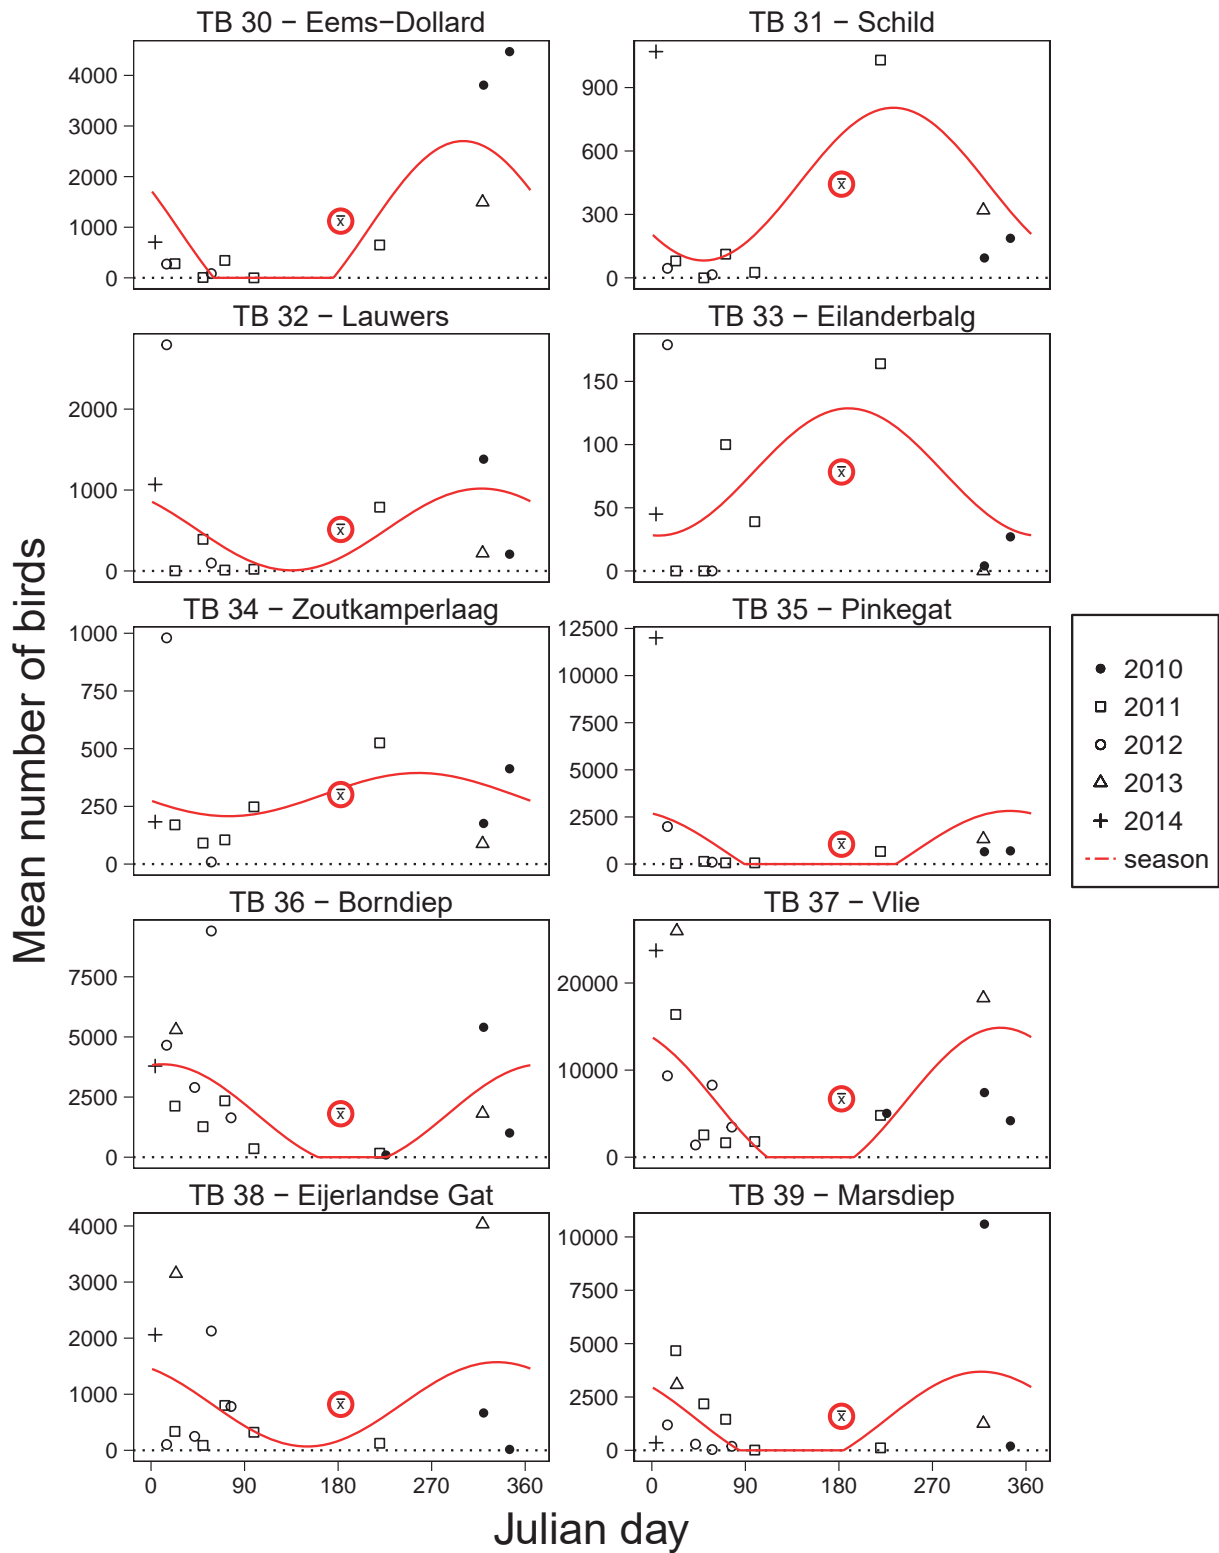 TB 30 − Eems−Dollard
TB 31 − Schild
4000
3000
2000
1000
0
x̅
900
600
300
0
x̅
TB 32 − Lauwers
TB 33 − Eilanderbalg
2000
1000
0
x̅
150
100
50
0
x̅
TB 34 − Zoutkamperlaag
TB 35 − Pinkegat
1000
750
500
250
0
x̅
12500
10000
7500
5000
2500
0
x̅
TB 36 − Borndiep
TB 37 − Vlie
7500
5000
2500
0
x̅
20000
10000
0
x̅
TB 38 − Eijerlandse Gat
TB 39 − Marsdiep
4000
3000
2000
1000
0
x̅
10000
7500
5000
2500
0
x̅
0 90 180 270 360
0 90 180 270 360
Mean number of birds
Julian day
2010
2011
2012
2013
2014
season